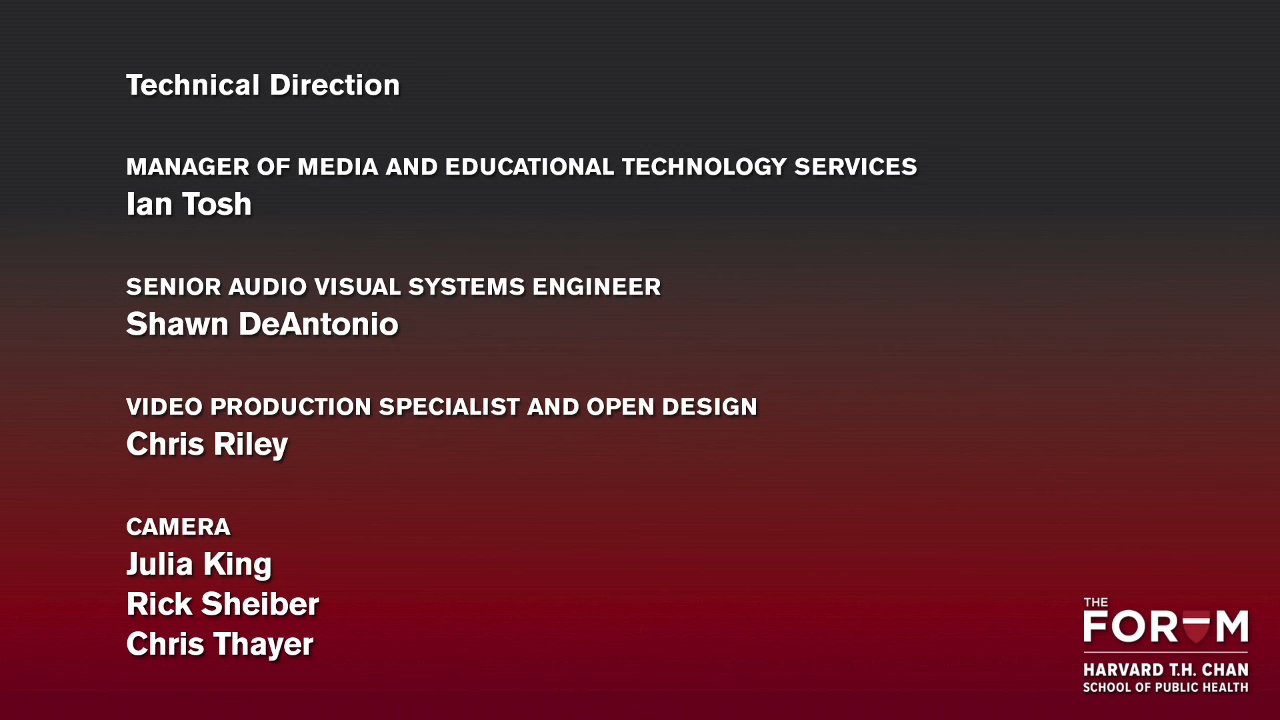 Technical Direction
MANAGER OF MEDIA AND EDUCATIONAL TECHNOLOGY SERVICES
Ian Tosh
SENIOR AUDIO VISUAL SYSTEMS ENGINEER
Shawn DeAntonio
VIDEO PRODUCTION SPECIALIST AND OPEN DESIGN
Chris Riley
CAMERA
Julia King
Rick Sheiber
Chris Thayer
THE
FORUM
HARVARD T.H. CHAN
SCHOOL OF PUBLIC HEALTH